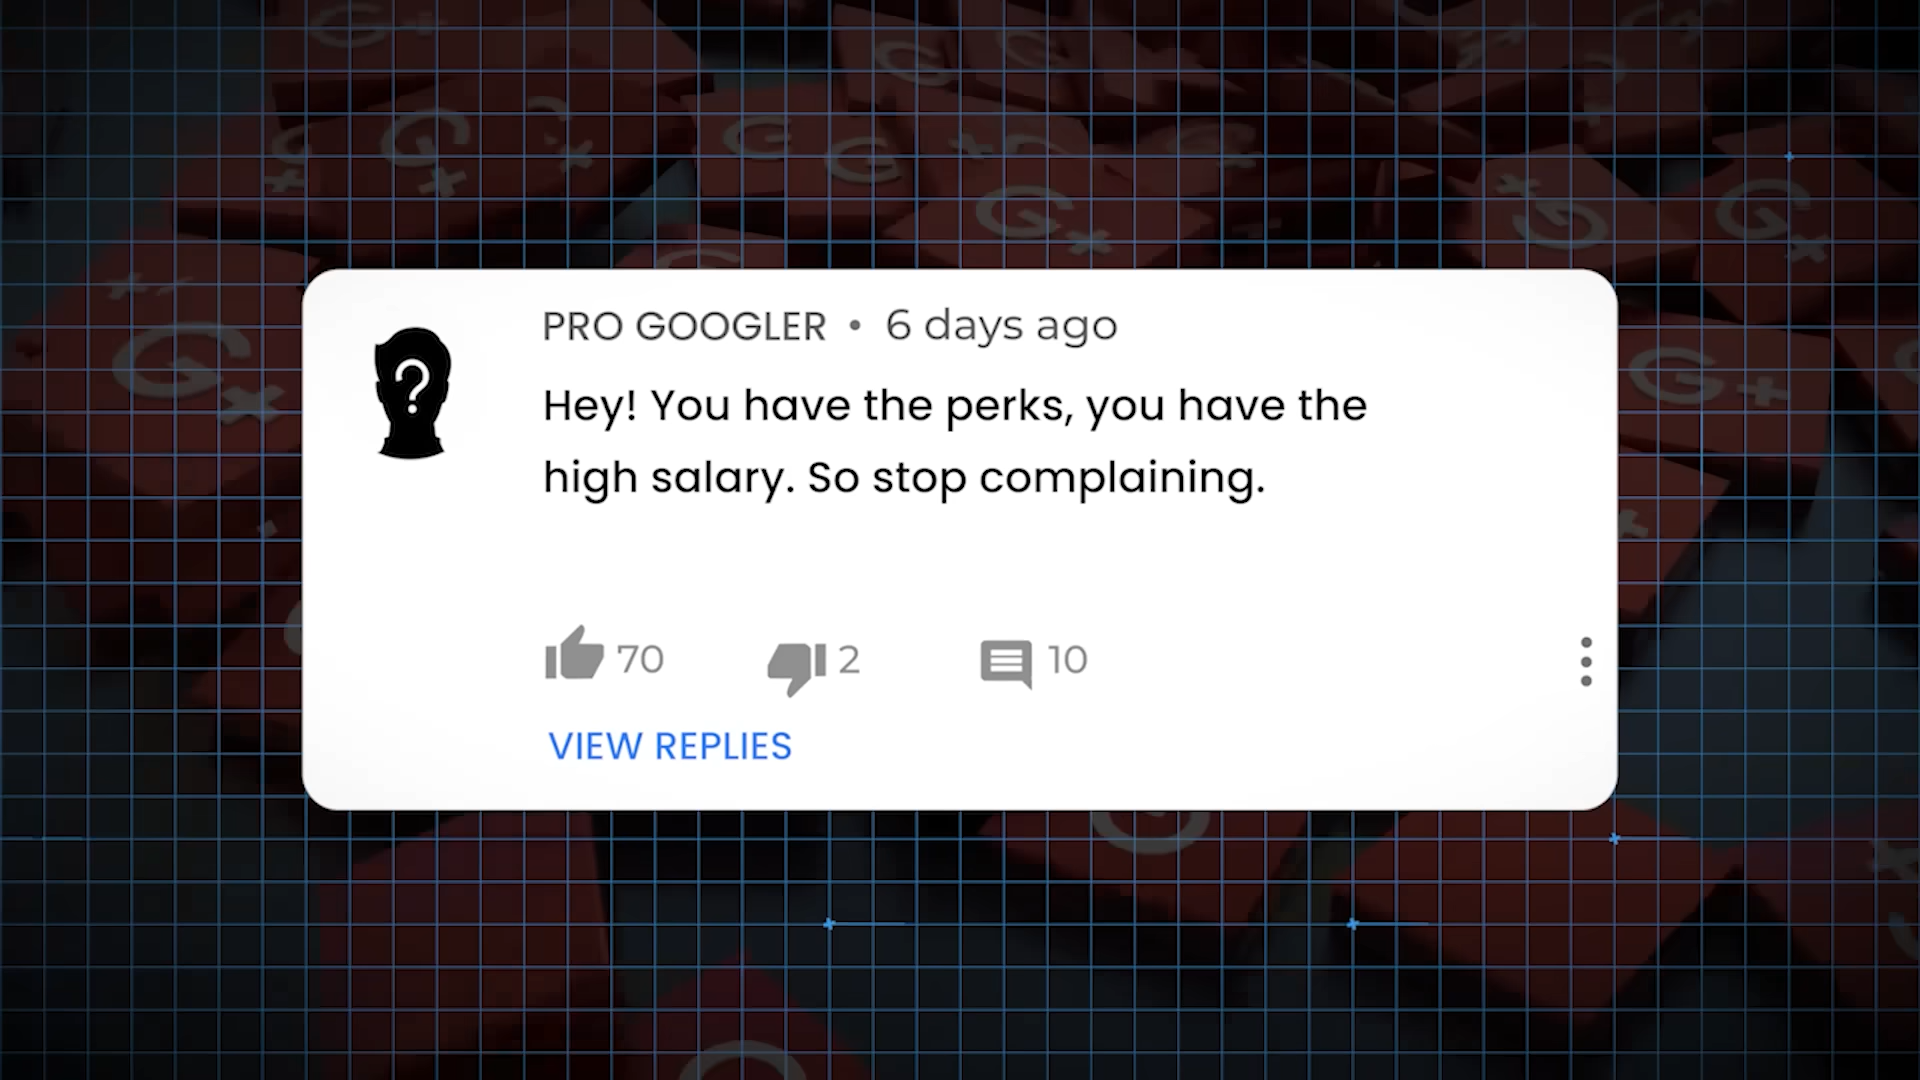 PRO GOOGLER • 6 days ago
Hey! You have the perks, you have the
high salary. So stop complaining.
70 2 10
VIEW REPLIES